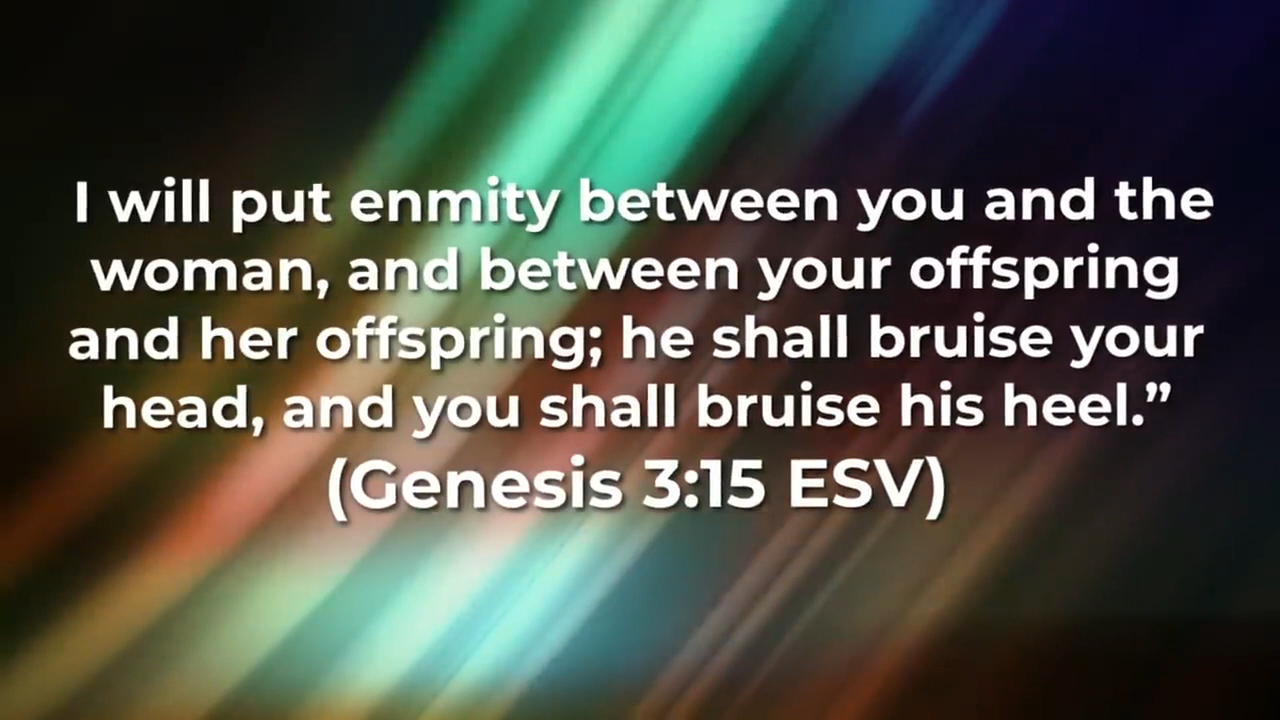 I will put enmity between you and the
woman, and between your offspring
and her offspring; he shall bruise your
head, and you shall bruise his heel.”
(Genesis 3:15 ESV)